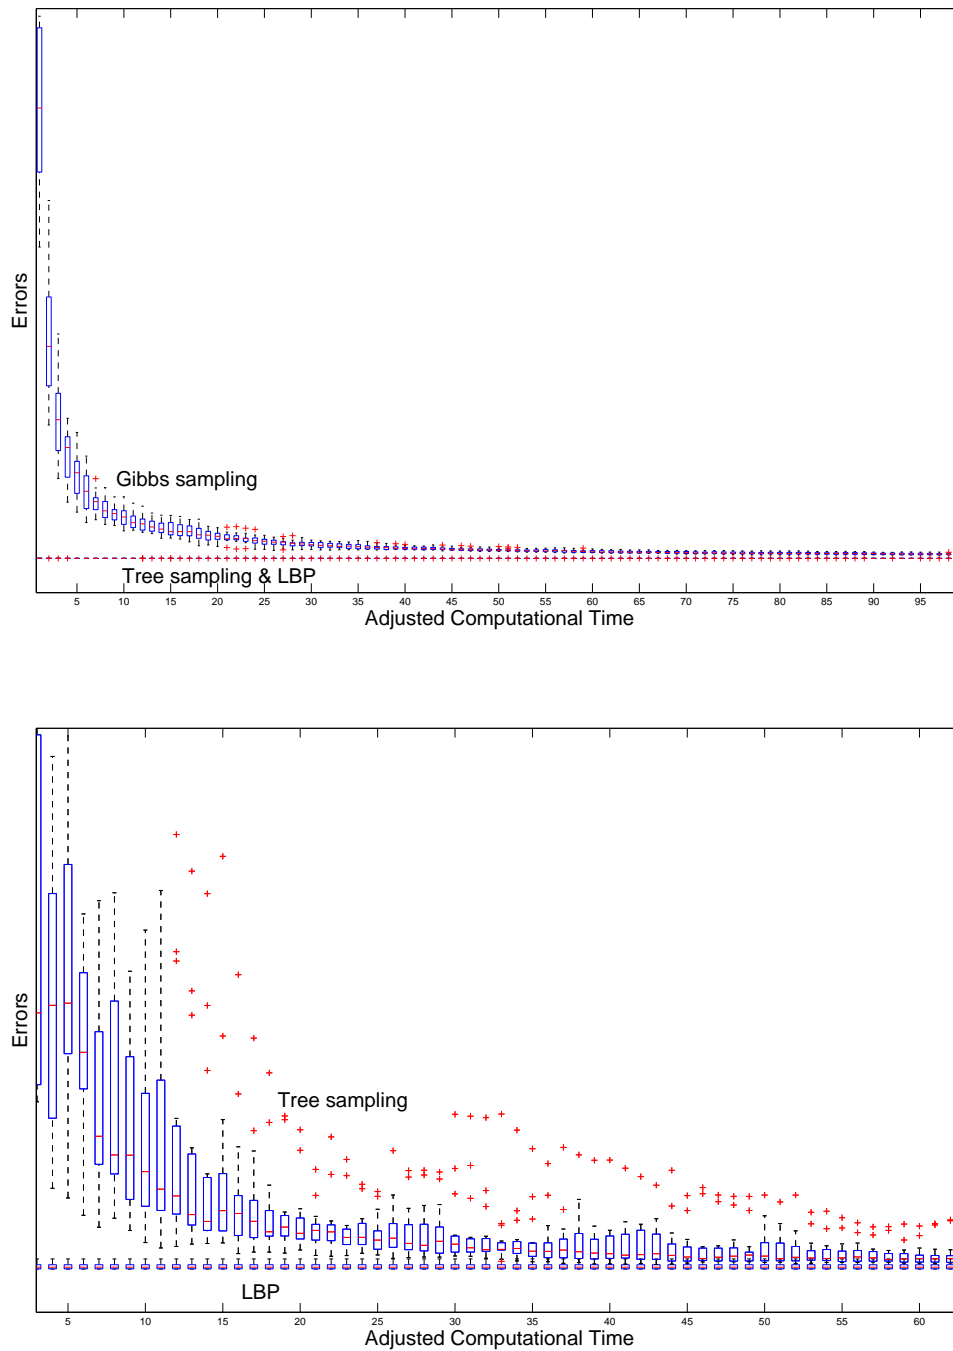 Errors
Gibbs sampling
Tree sampling & LBP
5 10 15 20 25 30 35 40 45 50 55 60 65 70 75 80 85 90 95
Adjusted Computational Time
Errors
Tree sampling
LBP
5 10 15 20 25 30 35 40 45 50 55 60
Adjusted Computational Time